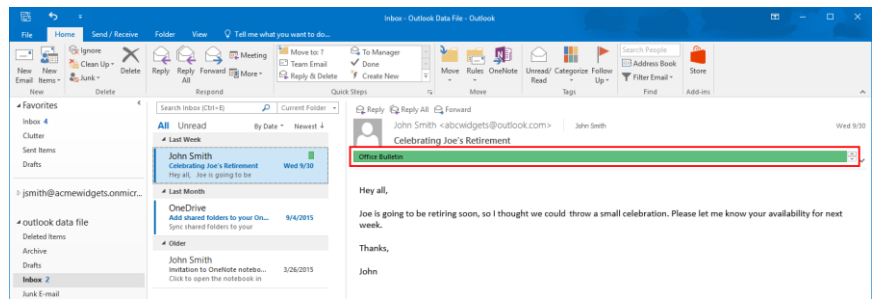 Inbox - Outlook Data File - Outlook
File Home Send / Receive Folder View Tell me what you want to do...
New Email
New Items
Ignore
Clean Up
Junk
Delete
Reply
Reply All
Forward
Meeting
More
Move to: ?
Team Email
Reply & Delete
To Manager
Done
Create New
Move
Rules
OneNote
Unread/ Read
Categorize
Follow Up
Search People
Address Book
Filter Email
Store
New Delete Respond Quick Steps Move Tags Find Add-ins
Favorites
Inbox 4
Clutter
Sent Items
Drafts
jsmith@acmewidgets.onmicr...
outlook data file
Deleted Items
Archive
Drafts
Inbox 2
Junk E-mail
Search Inbox (Ctrl+E) Current Folder
All Unread By Date Newest
Last Week
John Smith
Celebrating Joe's Retirement Wed 9/30
Hey all, Joe is going to be
Last Month
OneDrive
Add shared folders to your On... 9/4/2015
Sync shared folders to your
Older
John Smith
Invitation to OneNote notebo... 3/26/2015
Click to open the notebook in
Reply Reply All Forward
John Smith <abcwidgets@outlook.com> John Smith Wed 9/30
Celebrating Joe's Retirement
Office Bulletin
Hey all,
Joe is going to be retiring soon, so I thought we could throw a small celebration. Please let me know your availability for next
week.
Thanks,
John